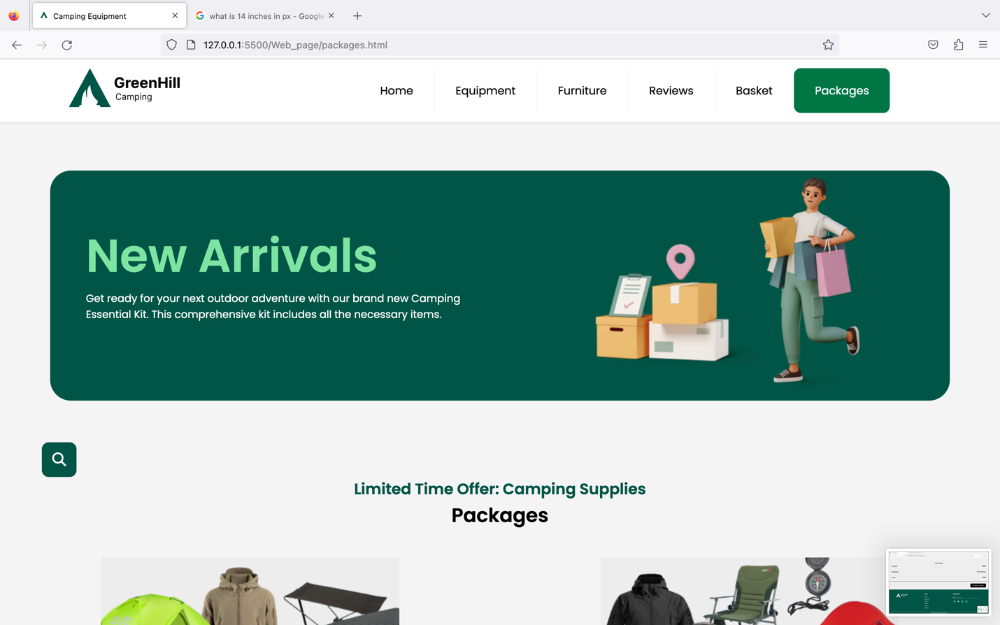 Camping Equipment
what is 14 inches in px - Google
127.0.0.1:5500/Web_page/packages.html
GreenHill
Camping
Home
Equipment
Furniture
Reviews
Basket
Packages
New Arrivals
Get ready for your next outdoor adventure with our brand new Camping
Essential Kit. This comprehensive kit includes all the necessary items.
Limited Time Offer: Camping Supplies
Packages